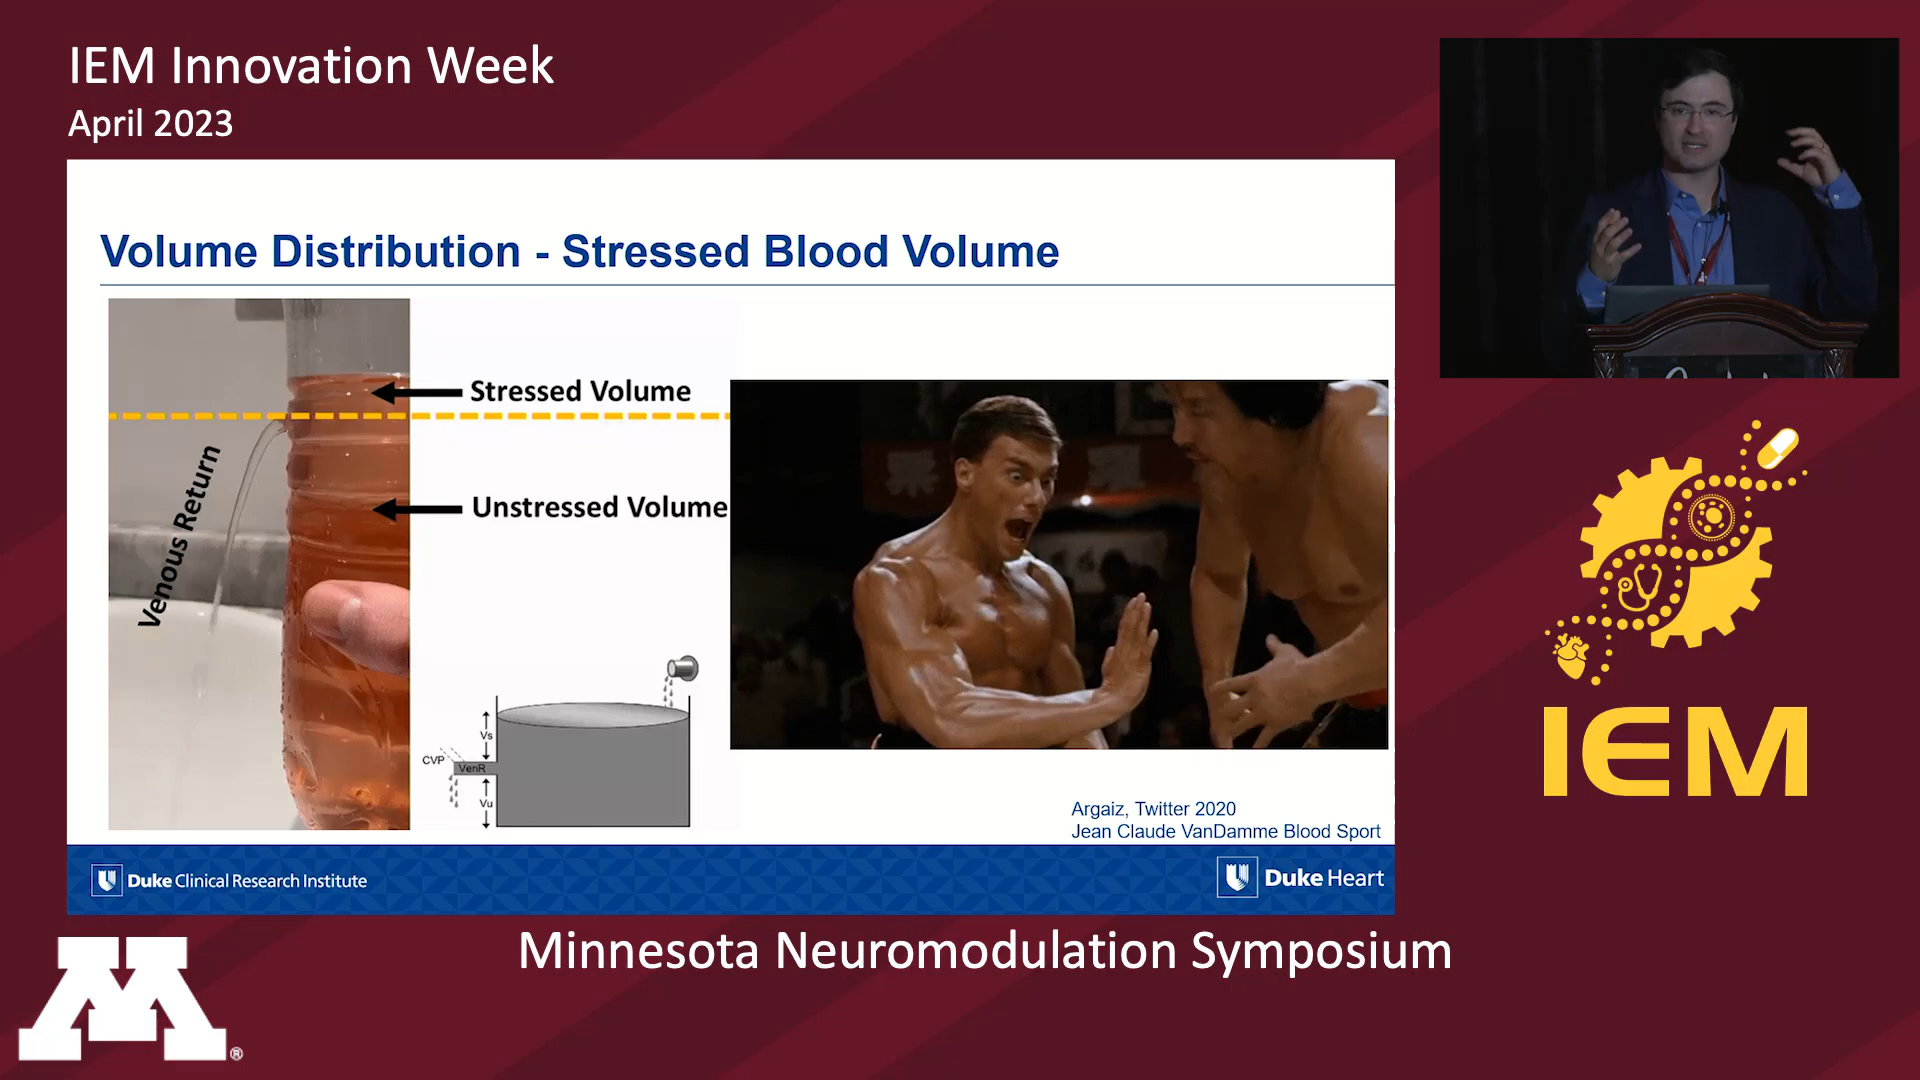 IEM Innovation Week
April 2023
Volume Distribution - Stressed Blood Volume
Stressed Volume
Unstressed Volume
Venous Return
Vs
CVP
VenR
Vu
Argaiz, Twitter 2020
Jean Claude VanDamme Blood Sport
Duke Clinical Research Institute
Duke Heart
IEM
Minnesota Neuromodulation Symposium
M
®